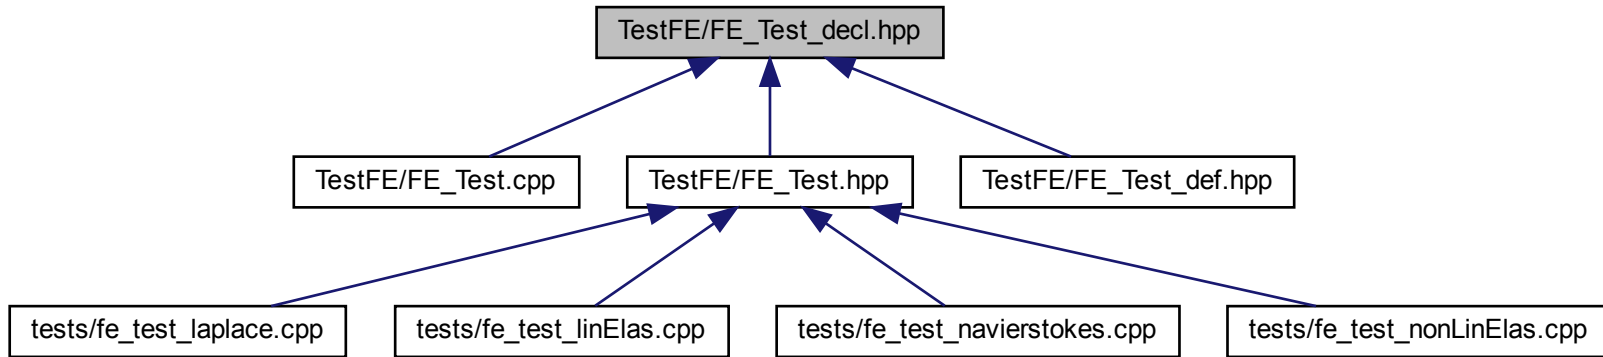 TestFE/FE_Test_decl.hpp
TestFE/FE_Test.cpp
TestFE/FE_Test.hpp
TestFE/FE_Test_def.hpp
tests/fe_test_laplace.cpp
tests/fe_test_linElas.cpp
tests/fe_test_navierstokes.cpp
tests/fe_test_nonLinElas.cpp